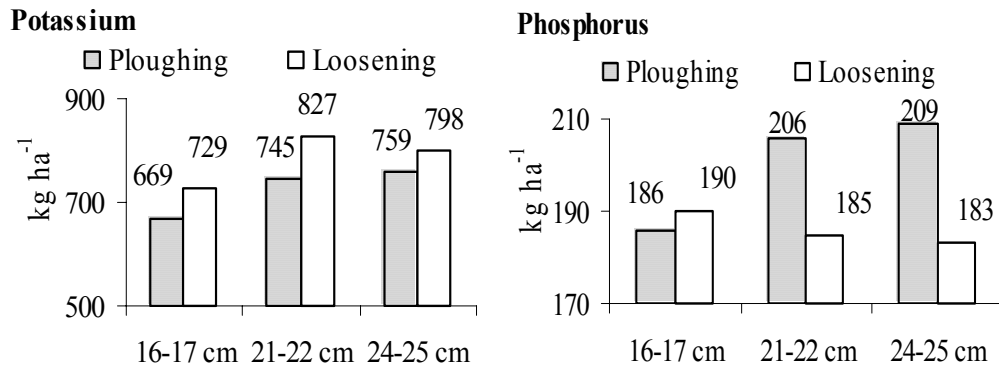 Potassium
Ploughing Loosening
900
700
500
kg ha-1
669 729 745 827 759 798
16-17 cm 21-22 cm 24-25 cm
Phosphorus
Ploughing Loosening
210
190
170
kg ha-1
186 190 206 185 209 183
16-17 cm 21-22 cm 24-25 cm